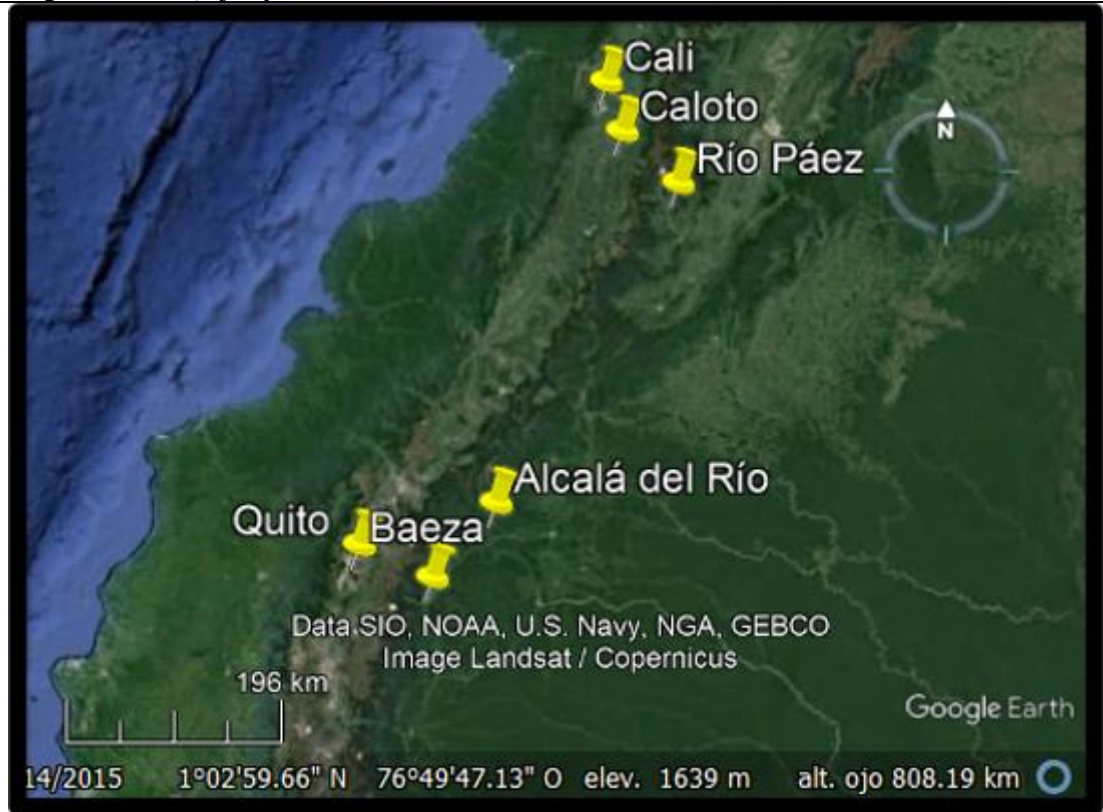 Cali
Caloto
N
Río Páez
Alcalá del Río
Quito
Baeza
Data SIO, NOAA, U.S. Navy, NGA, GEBCO
Image Landsat / Copernicus
196 km
Google Earth
14/2015 1°02'59.66" N 76°49'47.13" O elev. 1639 m alt. ojo 808.19 km